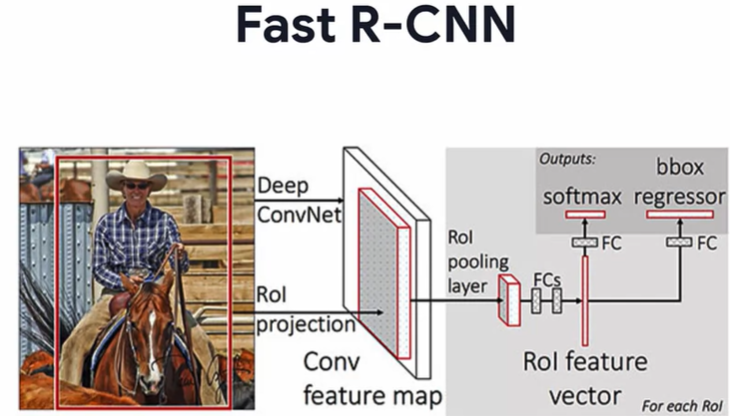 Fast R-CNN
Deep
ConvNet
RoI
projection
Conv
feature map
RoI
pooling
layer
FCs
RoI feature
vector
Outputs:
softmax
bbox
regressor
FC
FC
For each RoI